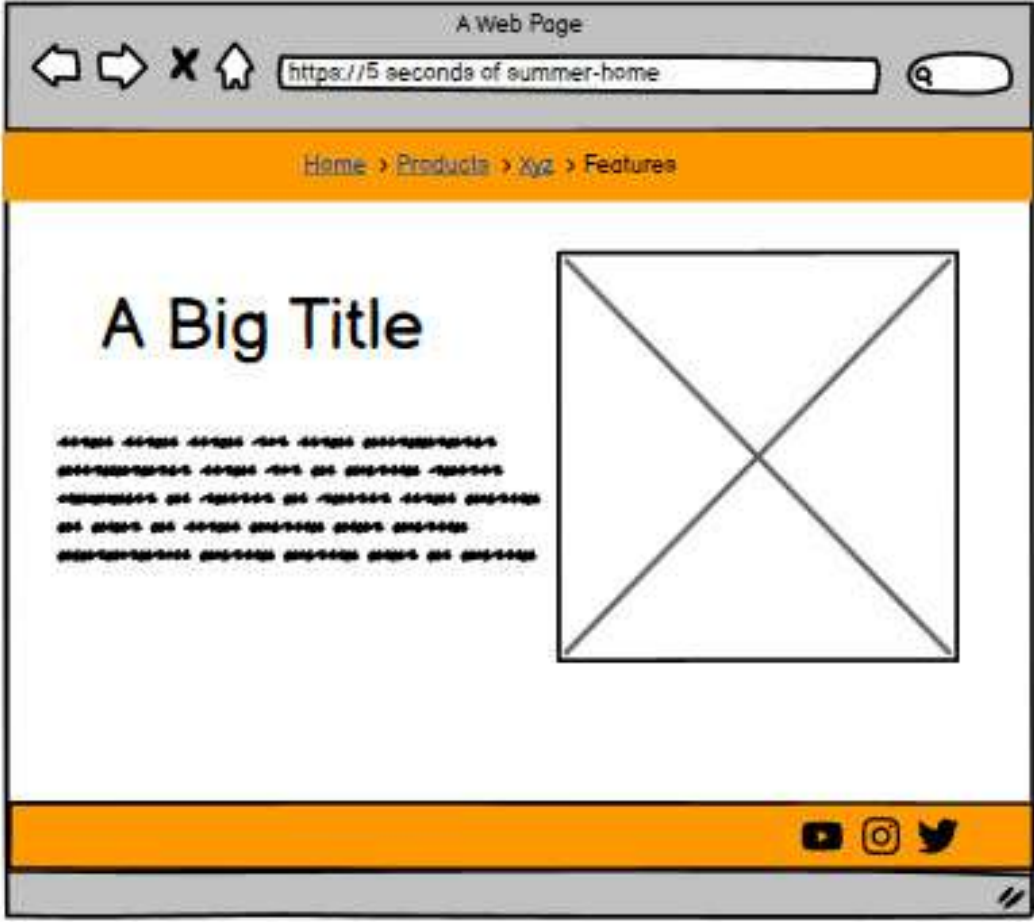 A Web Page
https://5 seconds of summer-home
Home > Products > Xyz > Features
A Big Title